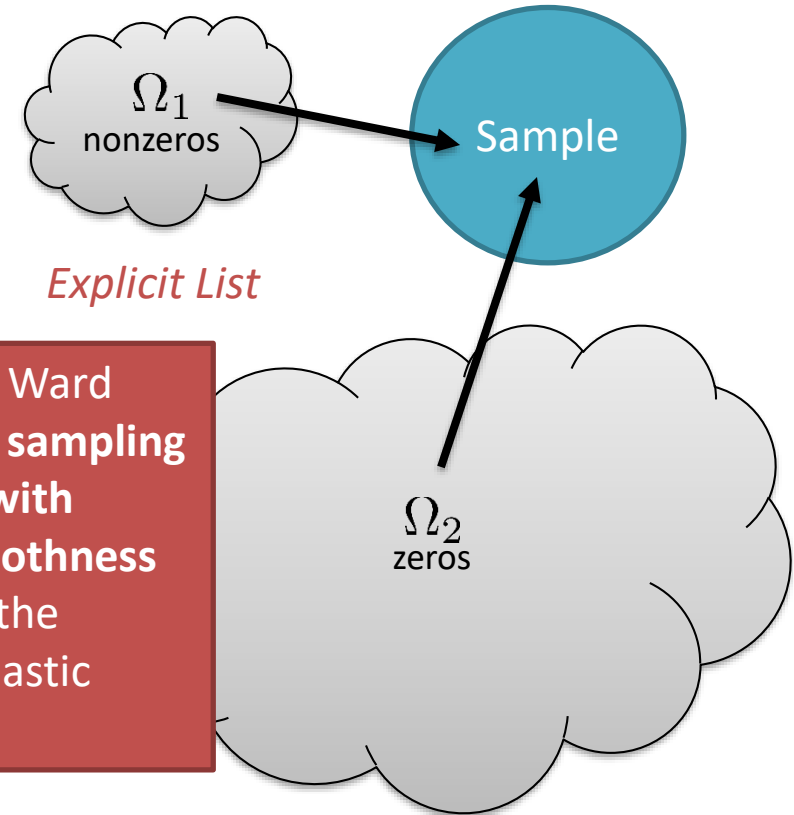 Ω₁
nonzeros
Sample
Explicit List
Ward
sampling
with
othness
the
astic
Ω₂
zeros